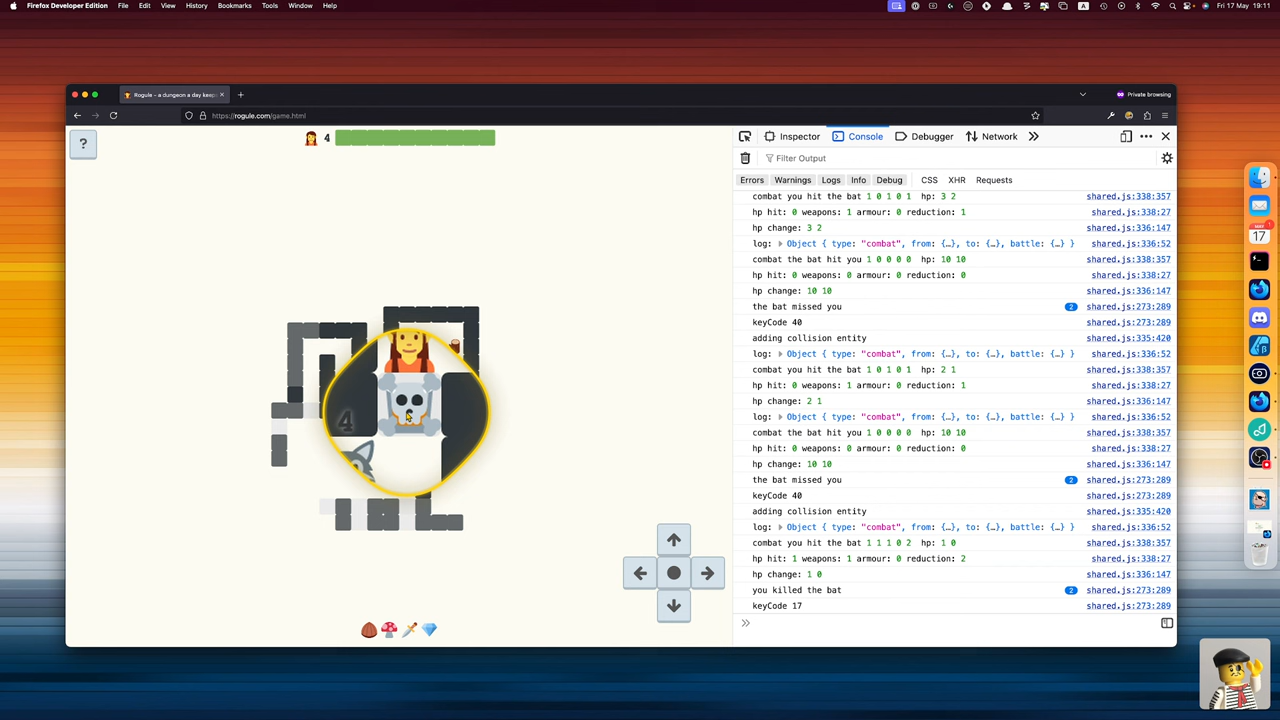 Firefox Developer Edition File Edit View History Bookmarks Tools Window Help
A Fri 17 May 19:11
Rogule - a dungeon a day keeps
Private browsing
https://rogule.com/game.html
? 4
Inspector Console Debugger Network
Filter Output
Errors Warnings Logs Info Debug CSS XHR Requests
combat you hit the bat 1 0 1 0 1 hp: 3 2 shared.js:338:357
hp hit: 0 weapons: 1 armour: 0 reduction: 1 shared.js:338:27
hp change: 3 2 shared.js:336:147
log: Object { type: "combat", from: {…}, to: {…}, battle: {…} } shared.js:336:52
combat the bat hit you 1 0 0 0 0 hp: 10 10 shared.js:338:357
hp hit: 0 weapons: 0 armour: 0 reduction: 0 shared.js:338:27
hp change: 10 10 shared.js:336:147
the bat missed you 2 shared.js:273:289
keyCode 40 shared.js:273:289
adding collision entity shared.js:335:420
log: Object { type: "combat", from: {…}, to: {…}, battle: {…} } shared.js:336:52
combat you hit the bat 1 0 1 0 1 hp: 2 1 shared.js:338:357
hp hit: 0 weapons: 1 armour: 0 reduction: 1 shared.js:338:27
hp change: 2 1 shared.js:336:147
log: Object { type: "combat", from: {…}, to: {…}, battle: {…} } shared.js:336:52
combat the bat hit you 1 0 0 0 0 hp: 10 10 shared.js:338:357
hp hit: 0 weapons: 0 armour: 0 reduction: 0 shared.js:338:27
hp change: 10 10 shared.js:336:147
the bat missed you 2 shared.js:273:289
keyCode 40 shared.js:273:289
adding collision entity shared.js:335:420
log: Object { type: "combat", from: {…}, to: {…}, battle: {…} } shared.js:336:52
combat you hit the bat 1 1 1 0 2 hp: 1 0 shared.js:338:357
hp hit: 1 weapons: 1 armour: 0 reduction: 2 shared.js:338:27
hp change: 1 0 shared.js:336:147
you killed the bat 2 shared.js:273:289
keyCode 17 shared.js:273:289
4
17